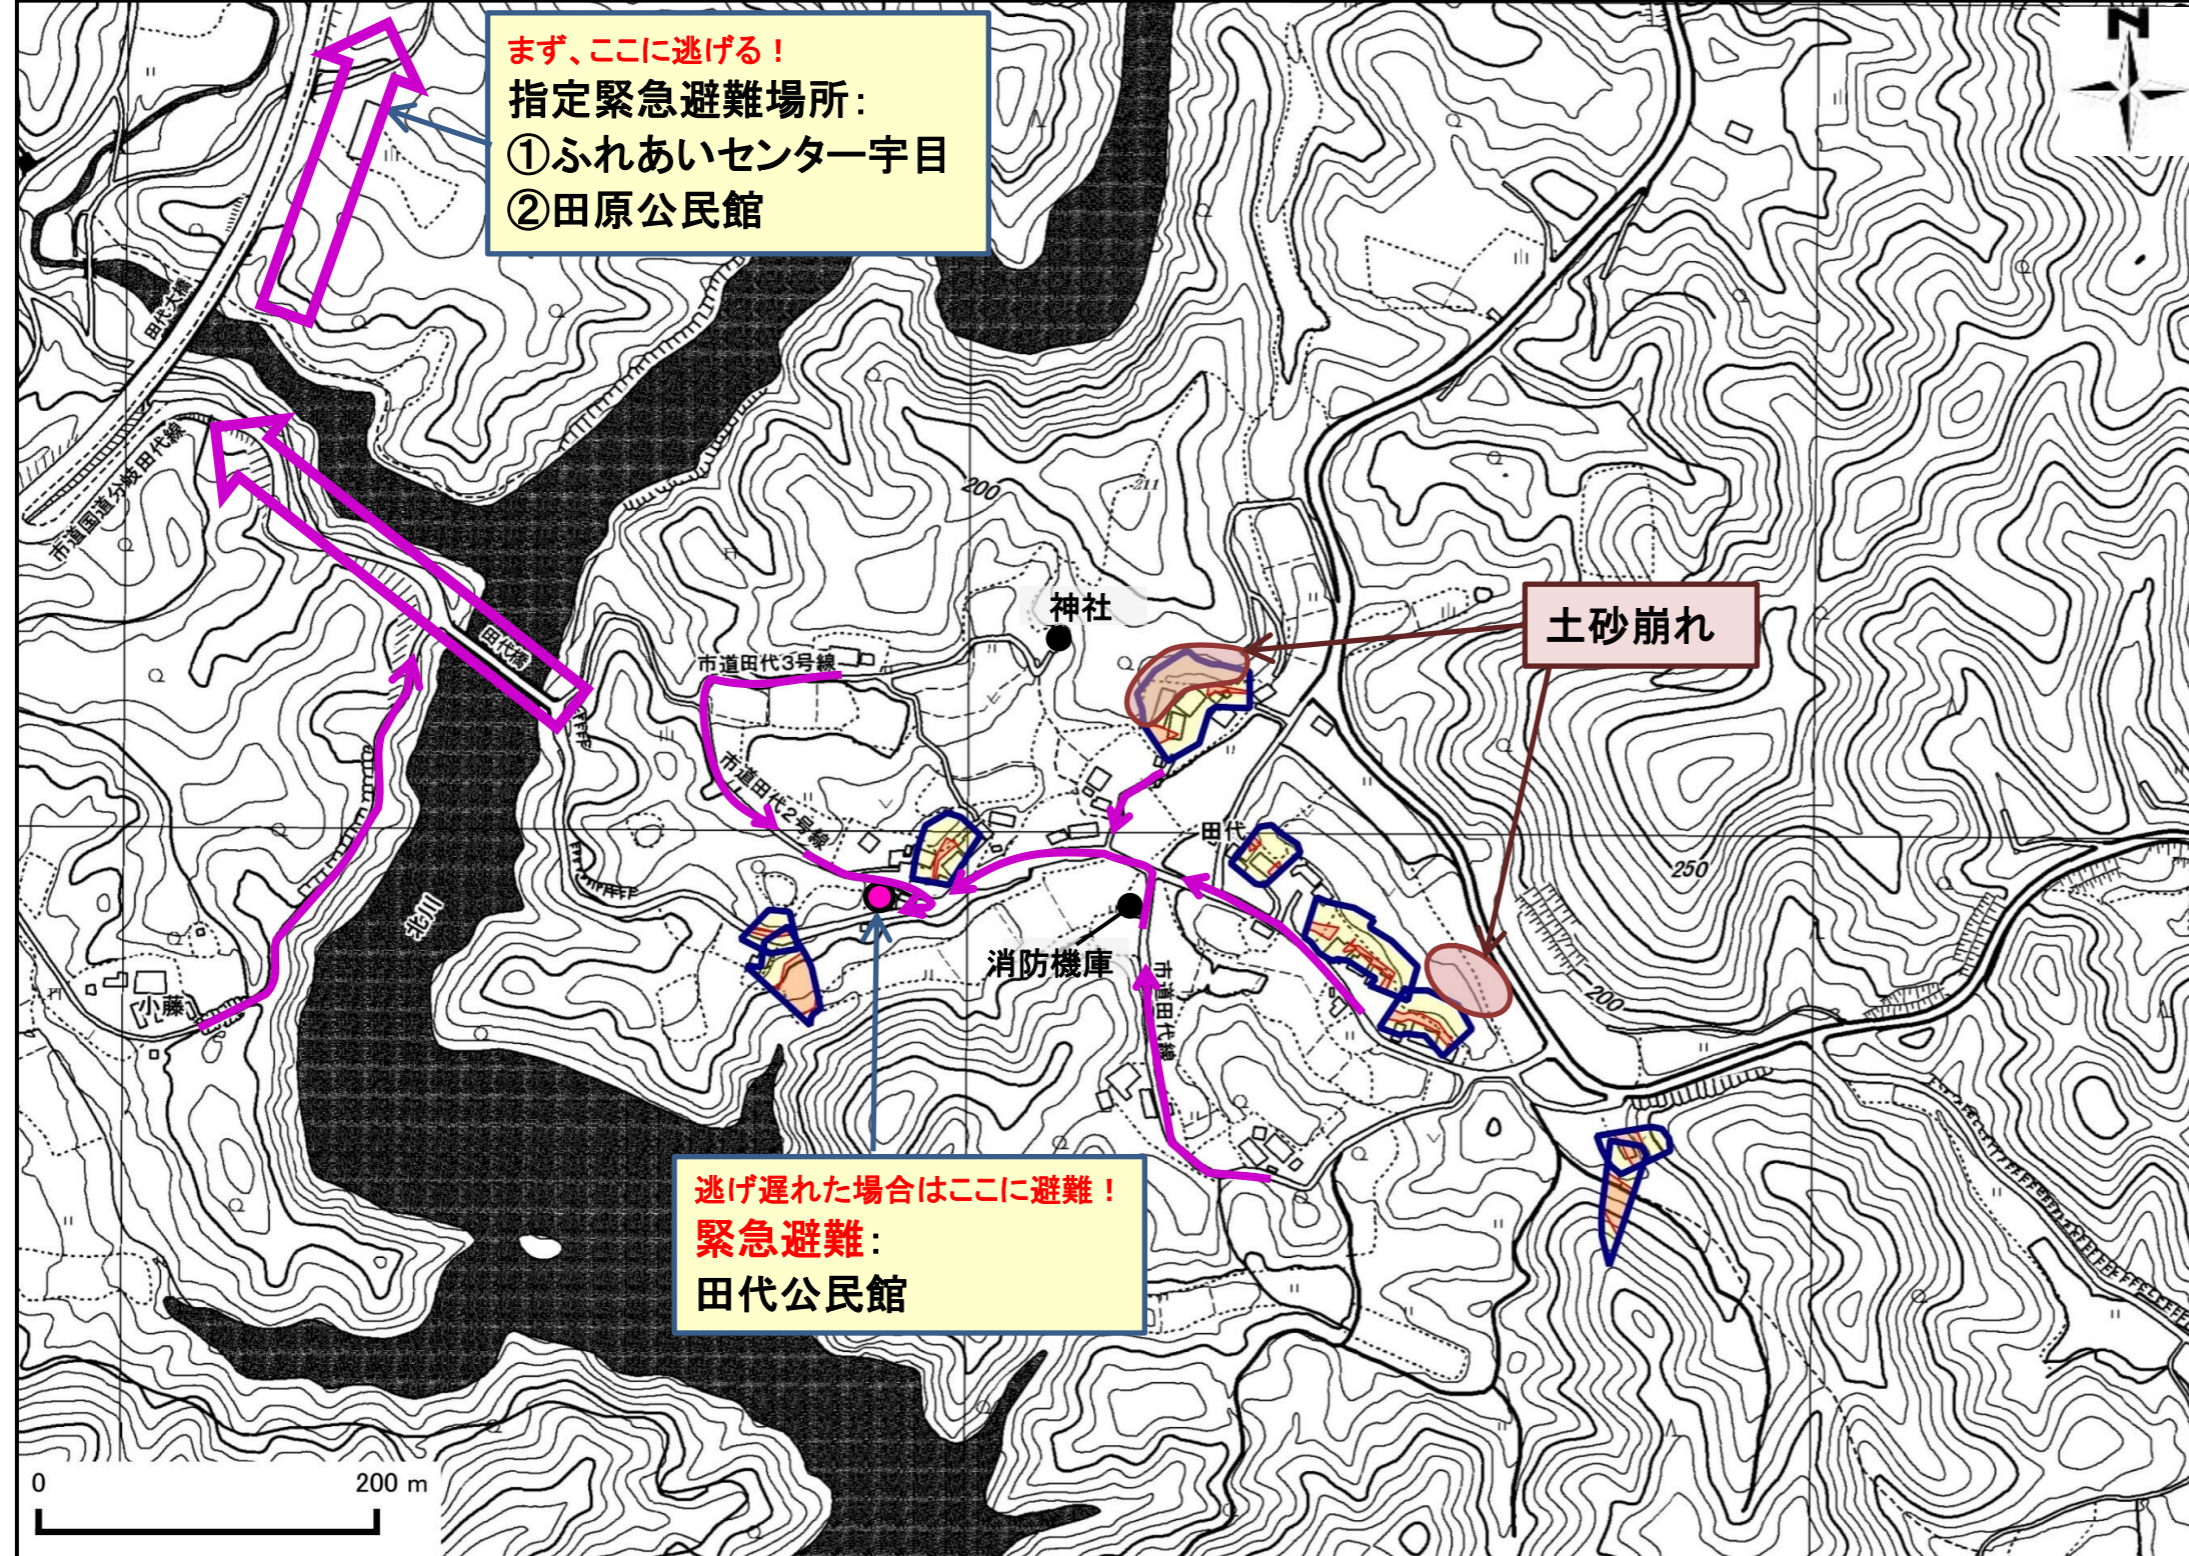 N
まず、ここに逃げる！
指定緊急避難場所：
①ふれあいセンター宇目
②田原公民館
田代大橋
市道国道分岐田代線
200
211
神社
土砂崩れ
田代橋
市道田代3号線
市道田代2号線
田代
250
北川
消防機庫
市道田代線
200
小藤
逃げ遅れた場合はここに避難！
緊急避難：
田代公民館
0
200 m